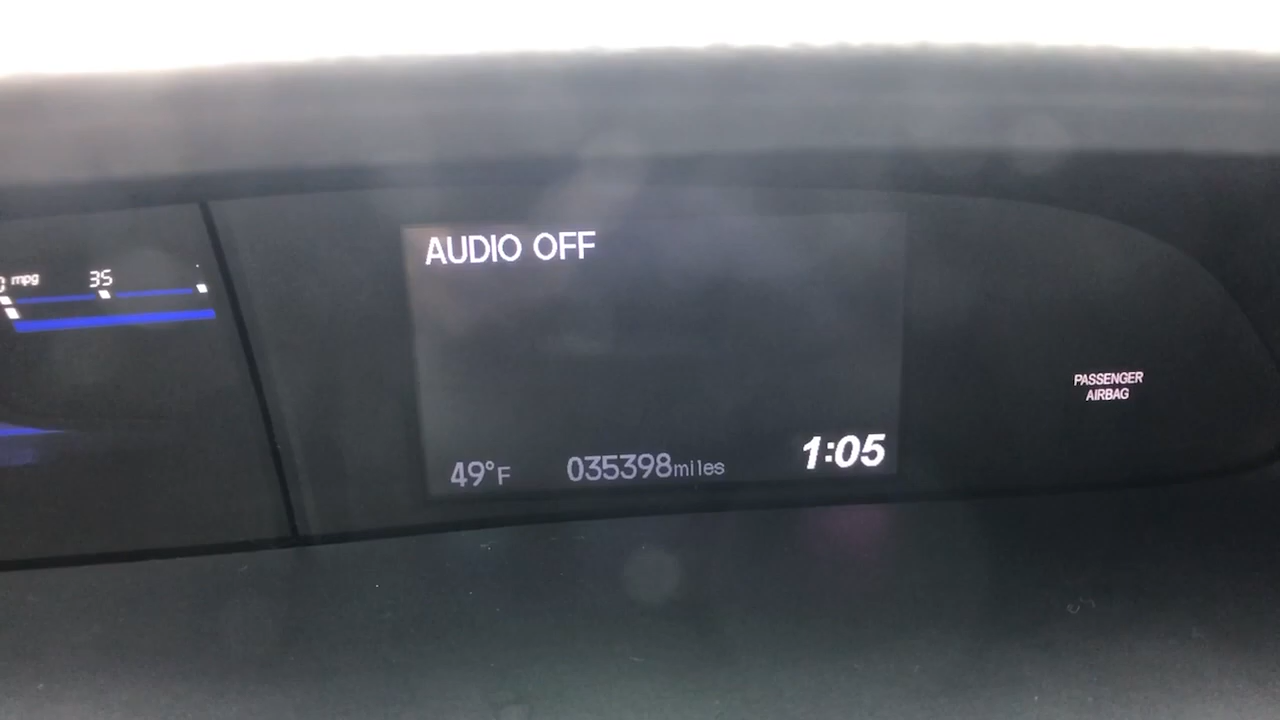 AUDIO OFF
mpg 35
PASSENGER
AIRBAG
49°F 035398miles 1:05